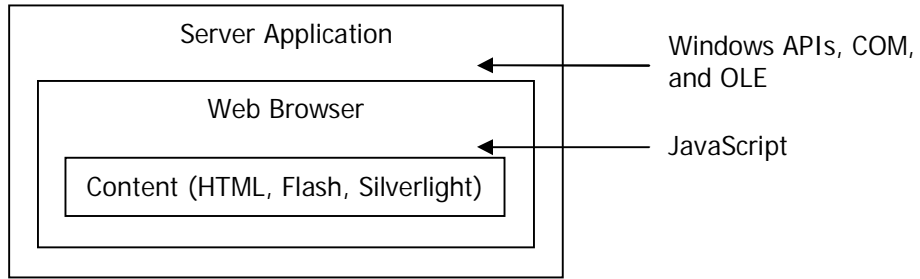 Server Application
Windows APIs, COM,
and OLE
Web Browser
JavaScript
Content (HTML, Flash, Silverlight)